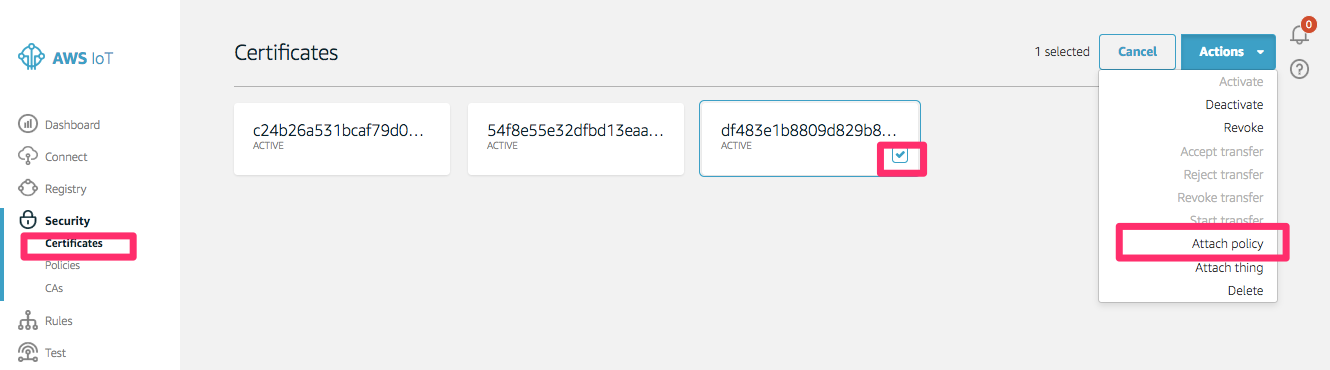 AWS IoT
Dashboard
Connect
Registry
Security
Certificates
Policies
CAs
Rules
Test
Certificates
1 selected
Cancel
Actions
0
?
c24b26a531bcaf79d0...
ACTIVE
54f8e55e32dfbd13eaa...
ACTIVE
df483e1b8809d829b8...
ACTIVE
Activate
Deactivate
Revoke
Accept transfer
Reject transfer
Revoke transfer
Start transfer
Attach policy
Attach thing
Delete